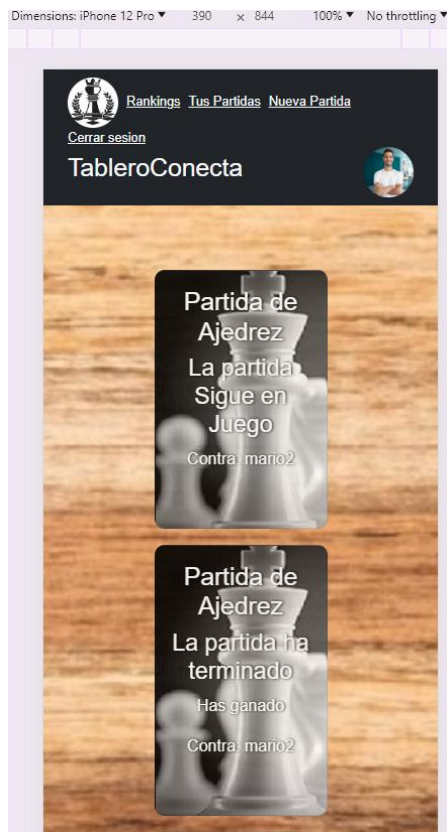 Dimensions: iPhone 12 Pro ▼ 390 × 844 100% ▼ No throttling ▼
Rankings Tus Partidas Nueva Partida
Cerrar sesion
TableroConecta
Partida de
Ajedrez
La partida
Sigue en
Juego
Contra: mario2
Partida de
Ajedrez
La partida ha
terminado
Has ganado
Contra: mario2